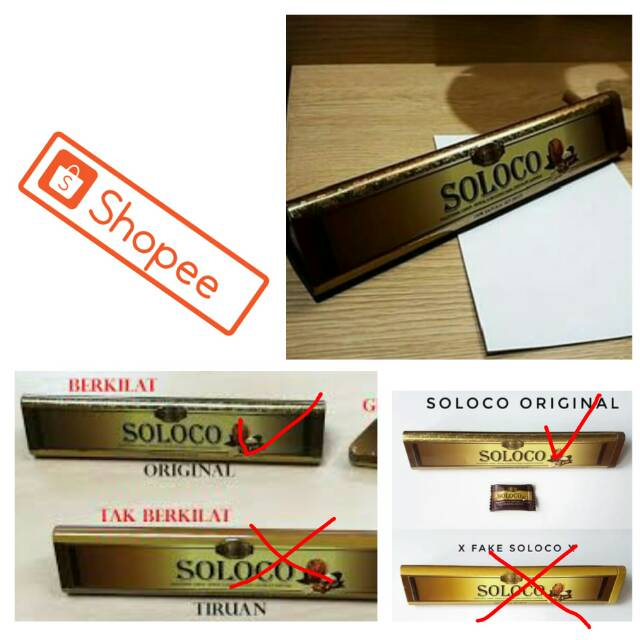 Shopee
SOLOCO
BERKILAT
G
SOLOCO
ORIGINAL
TAK BERKILAT
SOLOCO
TIRUAN
SOLOCO ORIGINAL
SOLOCO
SOLOCO
X FAKE SOLOCO X
SOLOCO